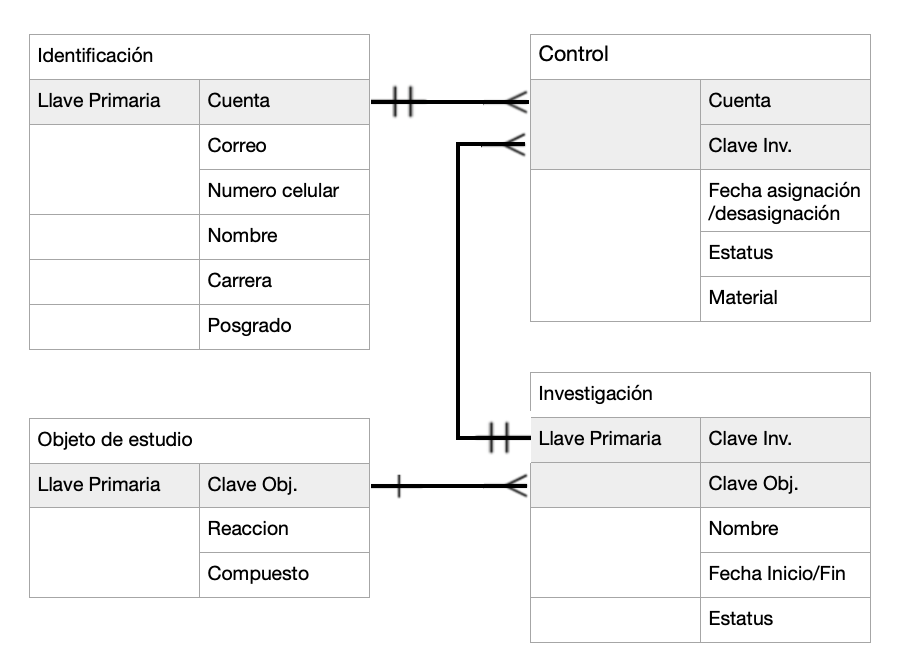 Identificación
Llave Primaria Cuenta
Correo
Numero celular
Nombre
Carrera
Posgrado
Control
Cuenta
Clave Inv.
Fecha asignación
/desasignación
Estatus
Material
Objeto de estudio
Llave Primaria Clave Obj.
Reaccion
Compuesto
Investigación
Llave Primaria Clave Inv.
Clave Obj.
Nombre
Fecha Inicio/Fin
Estatus